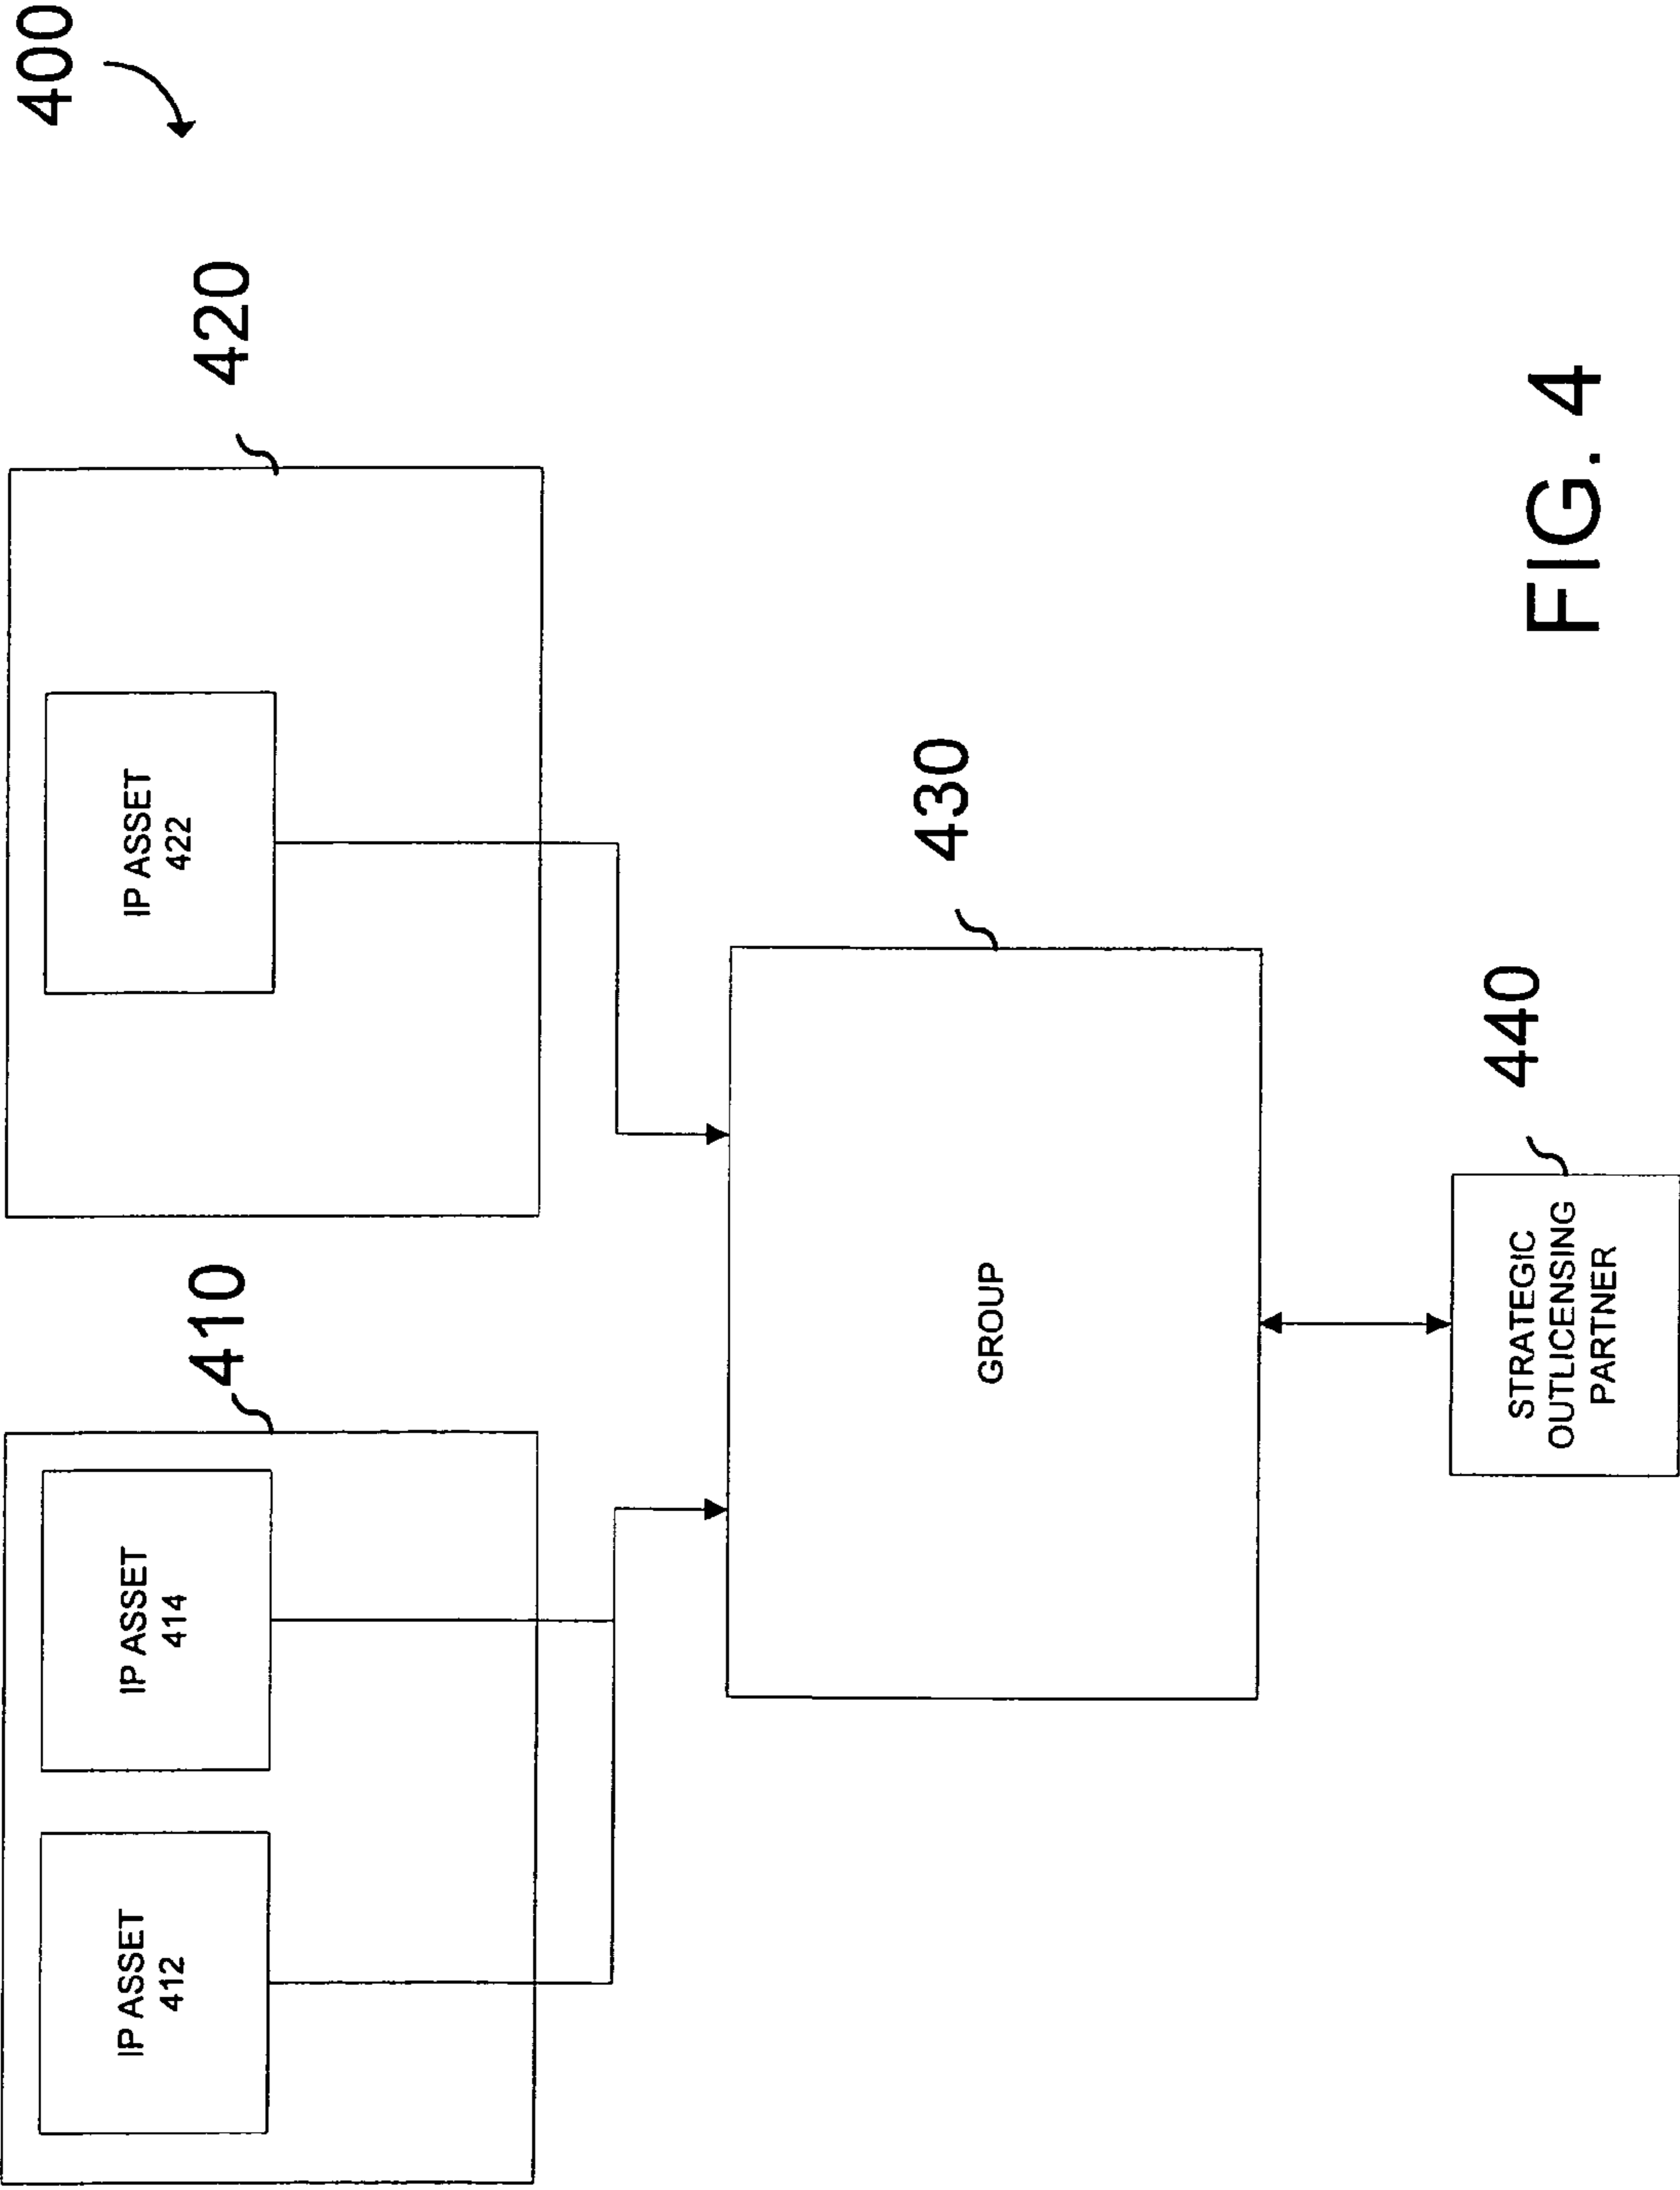 400
410
420
IP ASSET
412
IP ASSET
414
IP ASSET
422
430
GROUP
440
STRATEGIC
OUTLICENSING
PARTNER
FIG. 4